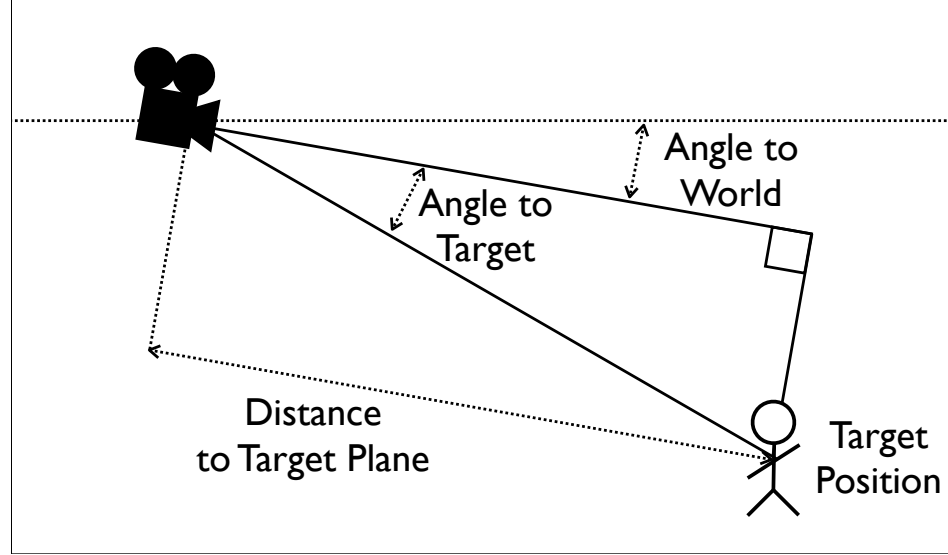 Angle to
World
Angle to
Target
Distance
to Target Plane
Target
Position